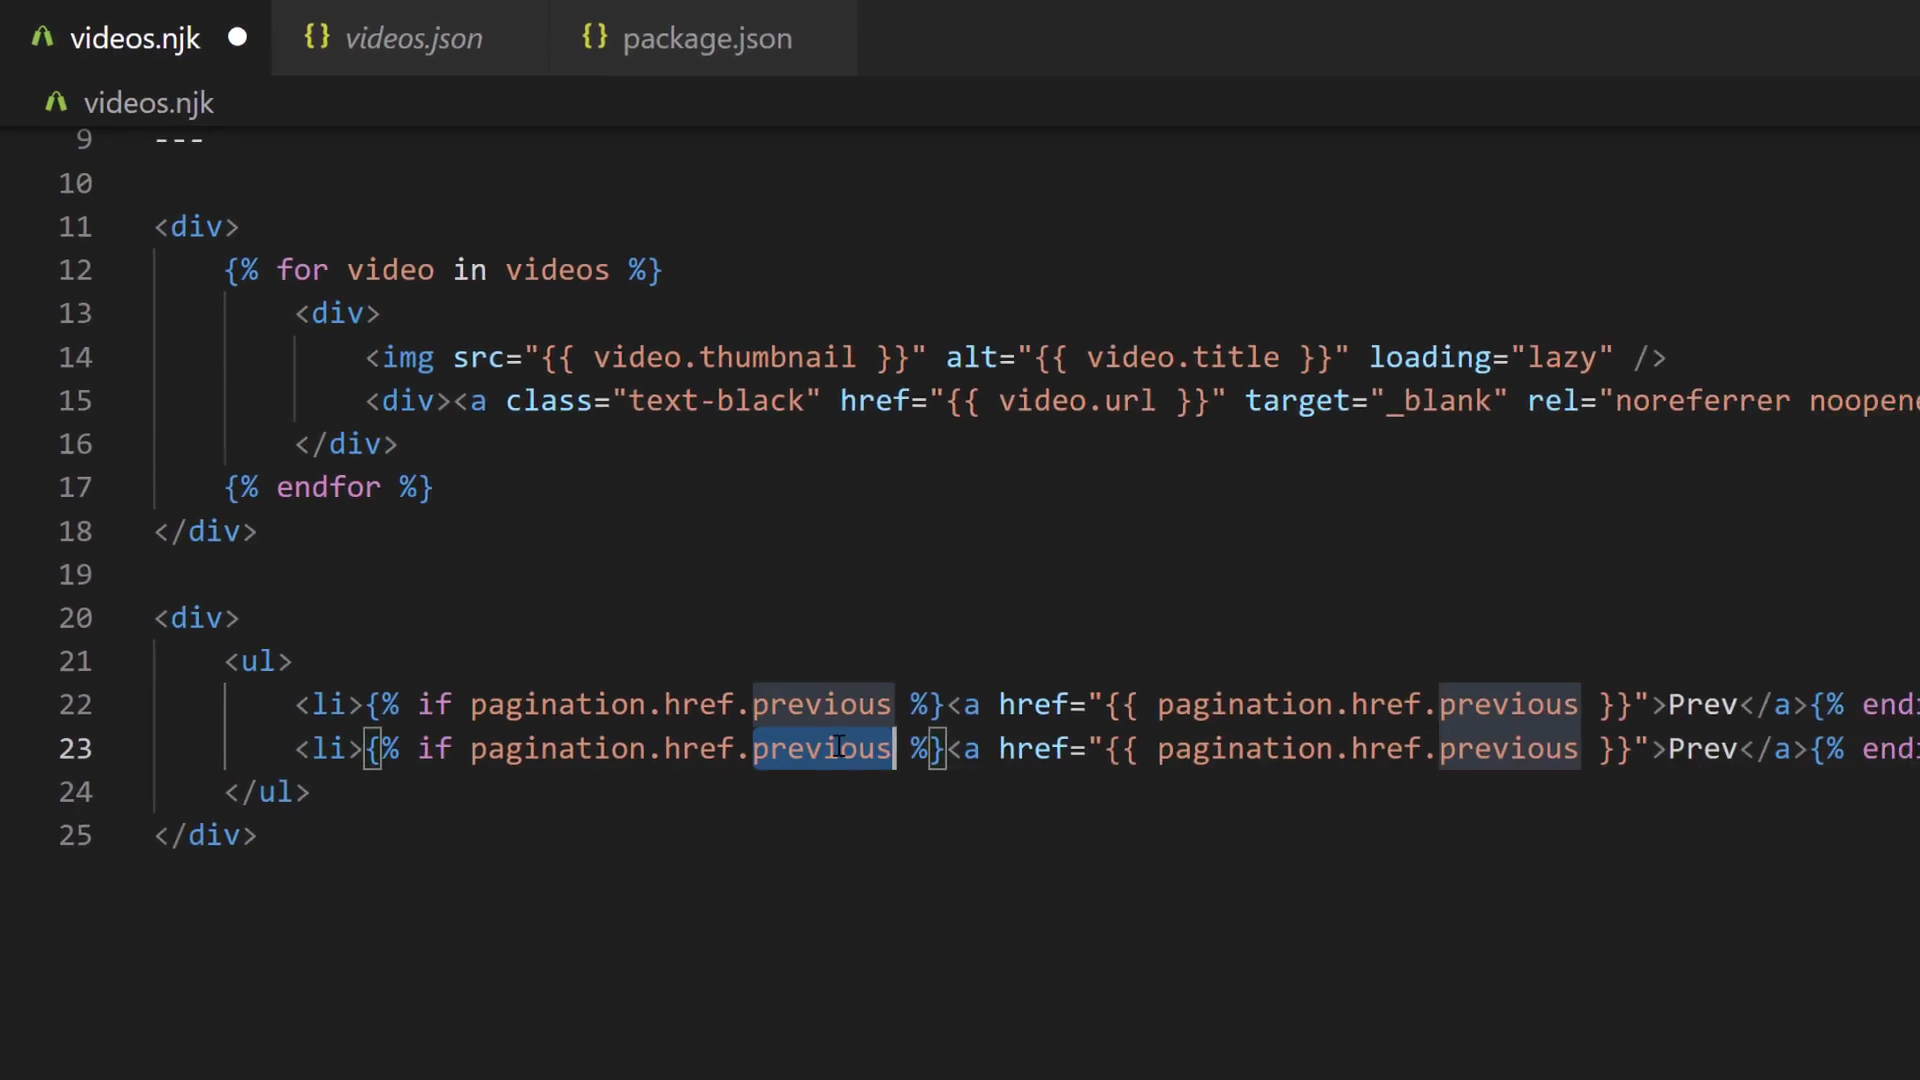 videos.njk videos.json package.json
videos.njk
9 ---
10
11 <div>
12 {% for video in videos %}
13 <div>
14 <img src="{{ video.thumbnail }}" alt="{{ video.title }}" loading="lazy" />
15 <div><a class="text-black" href="{{ video.url }}" target="_blank" rel="noreferrer noopene
16 </div>
17 {% endfor %}
18 </div>
19
20 <div>
21 <ul>
22 <li>{% if pagination.href.previous %}<a href="{{ pagination.href.previous }}">Prev</a>{% endi
23 <li>{% if pagination.href.previous %}<a href="{{ pagination.href.previous }}">Prev</a>{% endi
24 </ul>
25 </div>